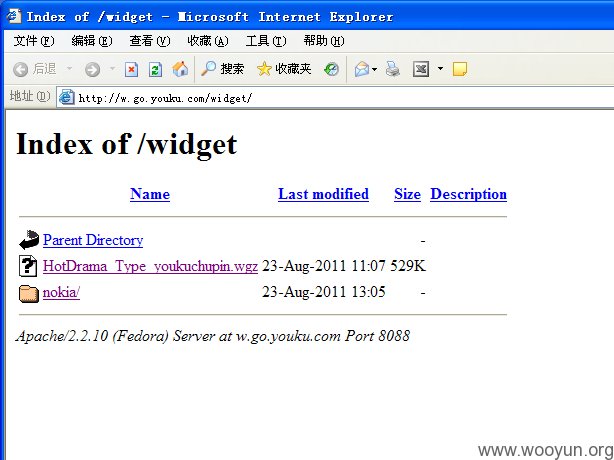 Index of /widget - Microsoft Internet Explorer
文件(F) 编辑(E) 查看(V) 收藏(A) 工具(T) 帮助(H)
后退 搜索 收藏夹
地址(D) http://w.go.youku.com/widget/
Index of /widget
Name Last modified Size Description
Parent Directory -
HotDrama_Type_youkuchupin.wgz 23-Aug-2011 11:07 529K
nokia/ 23-Aug-2011 13:05 -
Apache/2.2.10 (Fedora) Server at w.go.youku.com Port 8088
www.wooyun.org